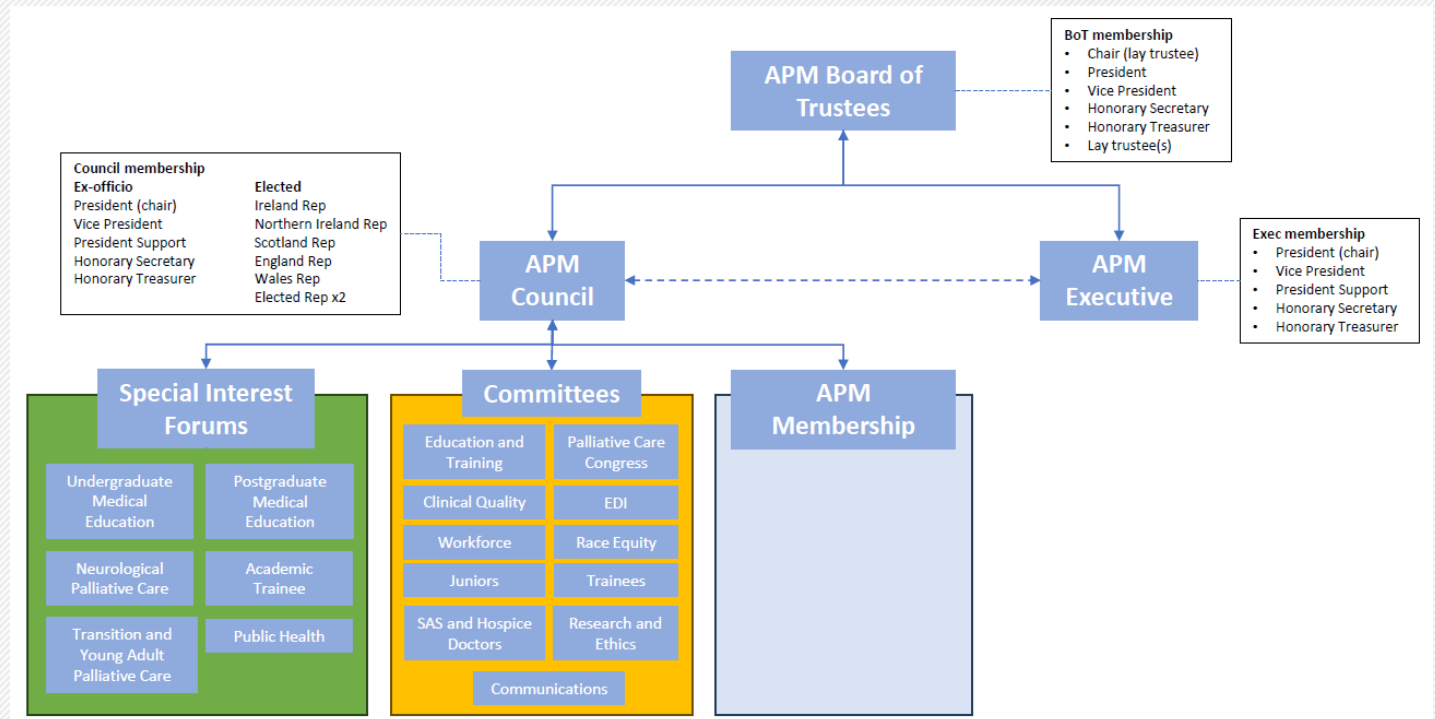 APM Board of
Trustees
BoT membership
• Chair (lay trustee)
• President
• Vice President
• Honorary Secretary
• Honorary Treasurer
• Lay trustee(s)
Council membership
Ex-officio
President (chair)
Vice President
President Support
Honorary Secretary
Honorary Treasurer
Elected
Ireland Rep
Northern Ireland Rep
Scotland Rep
England Rep
Wales Rep
Elected Rep x2
APM
Council
APM
Executive
Exec membership
• President (chair)
• Vice President
• President Support
• Honorary Secretary
• Honorary Treasurer
Special Interest
Forums
Undergraduate
Medical
Education
Postgraduate
Medical
Education
Neurological
Palliative Care
Academic
Trainee
Transition and
Young Adult
Palliative Care
Public Health
Committees
Education and
Training
Palliative Care
Congress
Clinical Quality
EDI
Workforce
Race Equity
Juniors
Trainees
SAS and Hospice
Doctors
Research and
Ethics
Communications
APM
Membership